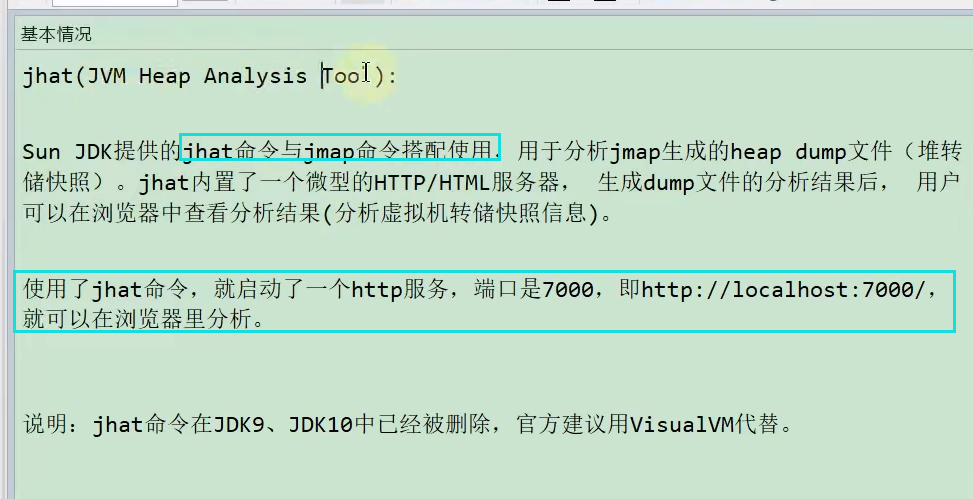 基本情况
jhat(JVM Heap Analysis Tool):
Sun JDK提供的jhat命令与jmap命令搭配使用，用于分析jmap生成的heap dump文件（堆转
储快照）。jhat内置了一个微型的HTTP/HTML服务器， 生成dump文件的分析结果后， 用户
可以在浏览器中查看分析结果(分析虚拟机转储快照信息)。
使用了jhat命令，就启动了一个http服务，端口是7000，即http://localhost:7000/，
就可以在浏览器里分析。
说明：jhat命令在JDK9、JDK10中已经被删除，官方建议用VisualVM代替。